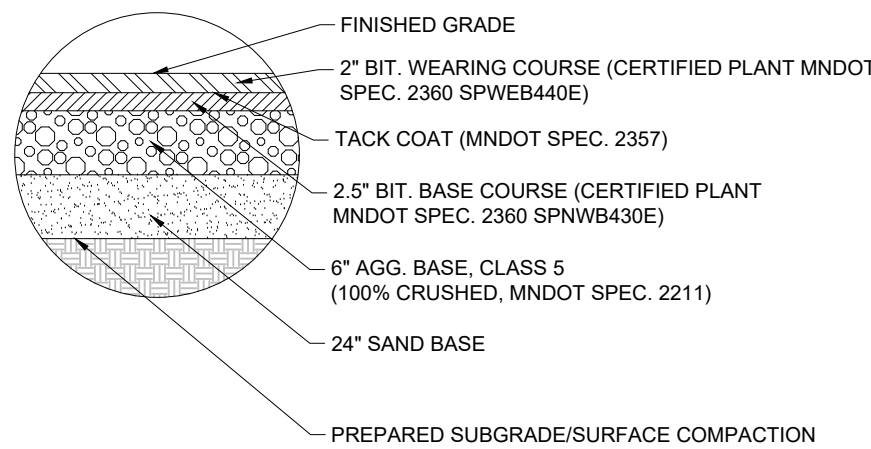 FINISHED GRADE
2" BIT. WEARING COURSE (CERTIFIED PLANT MNDOT
SPEC. 2360 SPWEB440E)
TACK COAT (MNDOT SPEC. 2357)
2.5" BIT. BASE COURSE (CERTIFIED PLANT
MNDOT SPEC. 2360 SPNWB430E)
6" AGG. BASE, CLASS 5
(100% CRUSHED, MNDOT SPEC. 2211)
24" SAND BASE
PREPARED SUBGRADE/SURFACE COMPACTION